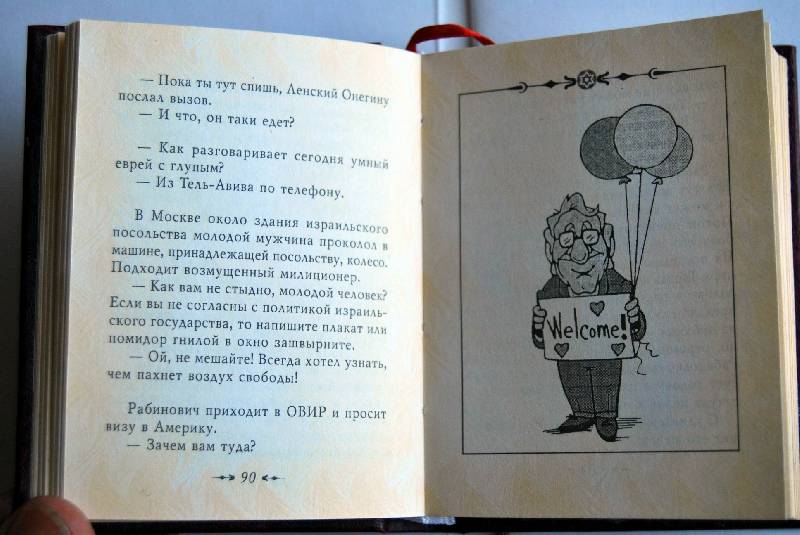 — Пока ты тут спишь, Ленский Онегину
послал вызов.
— И что, он таки едет?
— Как разговаривает сегодня умный
еврей с глупым?
— Из Тель-Авива по телефону.
В Москве около здания израильского
посольства молодой мужчина проколол в
машине, принадлежащей посольству, колесо.
Подходит возмущенный милиционер.
— Как вам не стыдно, молодой человек?
Если вы не согласны с политикой израиль-
ского государства, то напишите плакат или
помидор гнилой в окно зашвырните.
— Ой, не мешайте! Всегда хотел узнать,
чем пахнет воздух свободы!
Рабинович приходит в ОВИР и просит
визу в Америку.
— Зачем вам туда?
90
Welcome!